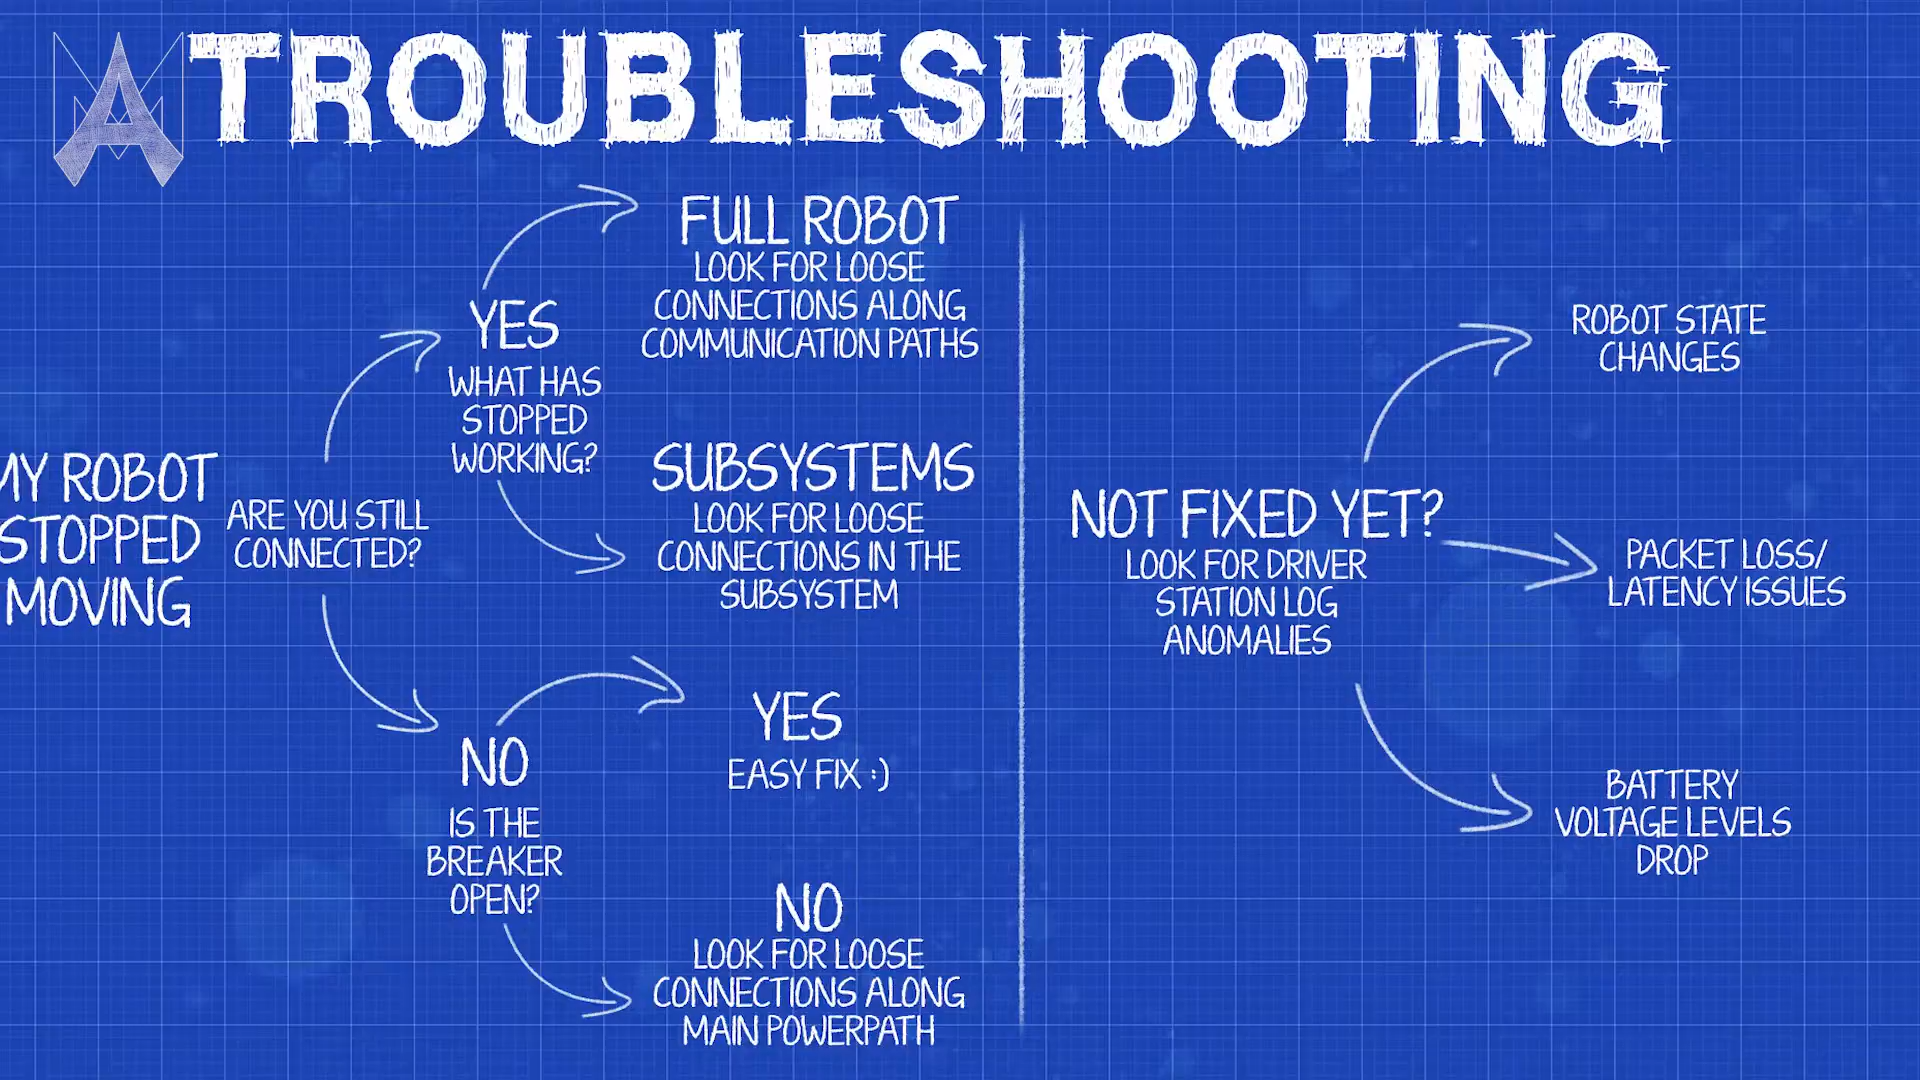 TROUBLESHOOTING
MY ROBOT
STOPPED
MOVING
ARE YOU STILL
CONNECTED?
YES
WHAT HAS
STOPPED
WORKING?
FULL ROBOT
LOOK FOR LOOSE
CONNECTIONS ALONG
COMMUNICATION PATHS
SUBSYSTEMS
LOOK FOR LOOSE
CONNECTIONS IN THE
SUBSYSTEM
NO
IS THE
BREAKER
OPEN?
YES
EASY FIX :)
NO
LOOK FOR LOOSE
CONNECTIONS ALONG
MAIN POWERPATH
NOT FIXED YET?
LOOK FOR DRIVER
STATION LOG
ANOMALIES
ROBOT STATE
CHANGES
PACKET LOSS/
LATENCY ISSUES
BATTERY
VOLTAGE LEVELS
DROP